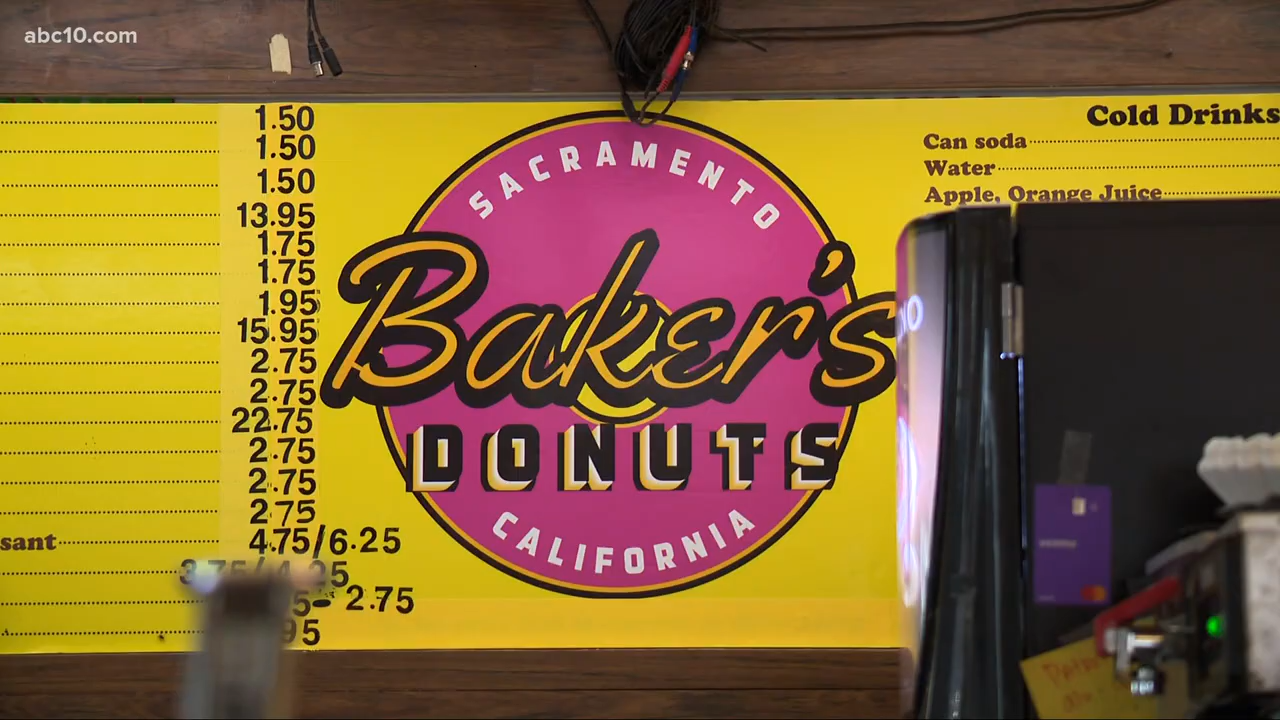 abc10.com
1.50
1.50
1.50
13.95
1.75
1.75
1.95
15.95
2.75
2.75
22.75
2.75
2.75
2.75
sant 4.75/6.25
2.75
SACRAMENTO
Baker's
DONUTS
CALIFORNIA
Cold Drinks
Can soda
Water
Apple, Orange Juice